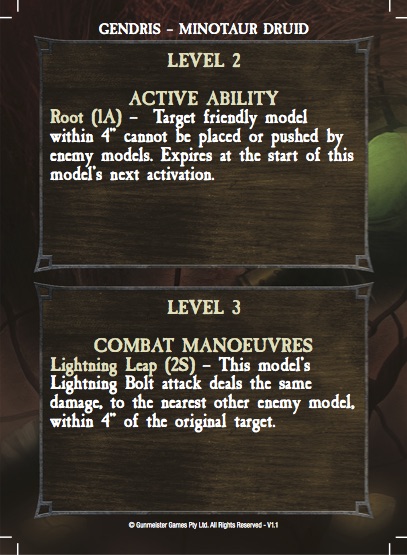 GENDRIS – MINOTAUR DRUID
LEVEL 2
ACTIVE ABILITY
Root (1A) – Target friendly model
within 4" cannot be placed or pushed by
enemy models. Expires at the start of this
model's next activation.
LEVEL 3
COMBAT MANOEUVRES
Lightning Leap (2S) – This model's
Lightning Bolt attack deals the same
damage, to the nearest other enemy model,
within 4" of the original target.
© Gunmeister Games Pty Ltd. All Rights Reserved - V1.1